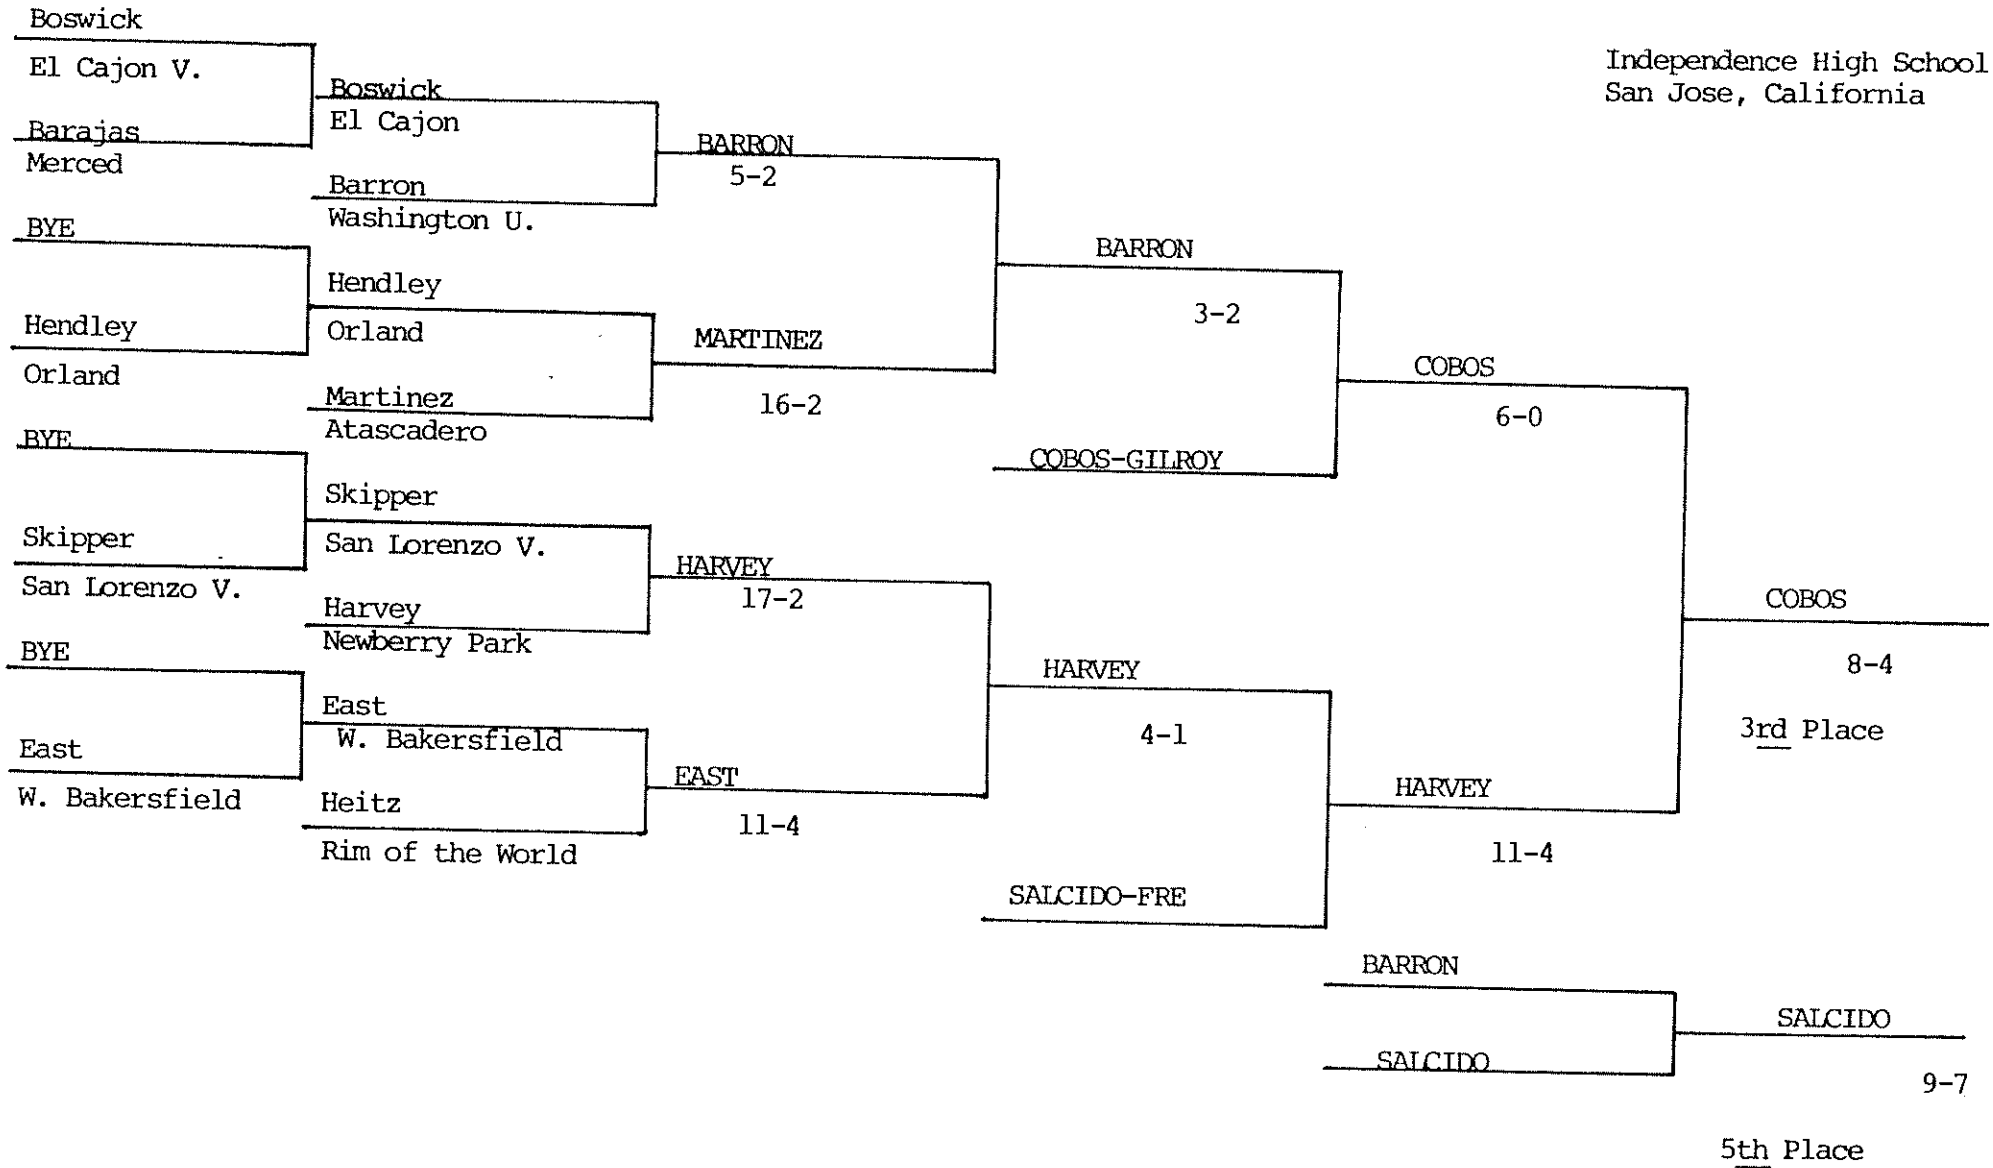 Independence High School
San Jose, California
Boswick
El Cajon V.
Barajas
Merced
BYE
Hendley
Orland
BYE
Skipper
San Lorenzo V.
BYE
East
W. Bakersfield
Boswick
El Cajon
Barron
Washington U.
Hendley
Orland
Martinez
Atascadero
Skipper
San Lorenzo V.
Harvey
Newberry Park
East
W. Bakersfield
Heitz
Rim of the World
BARRON
5-2
MARTINEZ
16-2
HARVEY
17-2
EAST
11-4
BARRON
3-2
COBOS-GILROY
HARVEY
4-1
SALCIDO-FRE
COBOS
6-0
HARVEY
11-4
COBOS
8-4
3rd Place
BARRON
SALCIDO
SALCIDO
9-7
5th Place